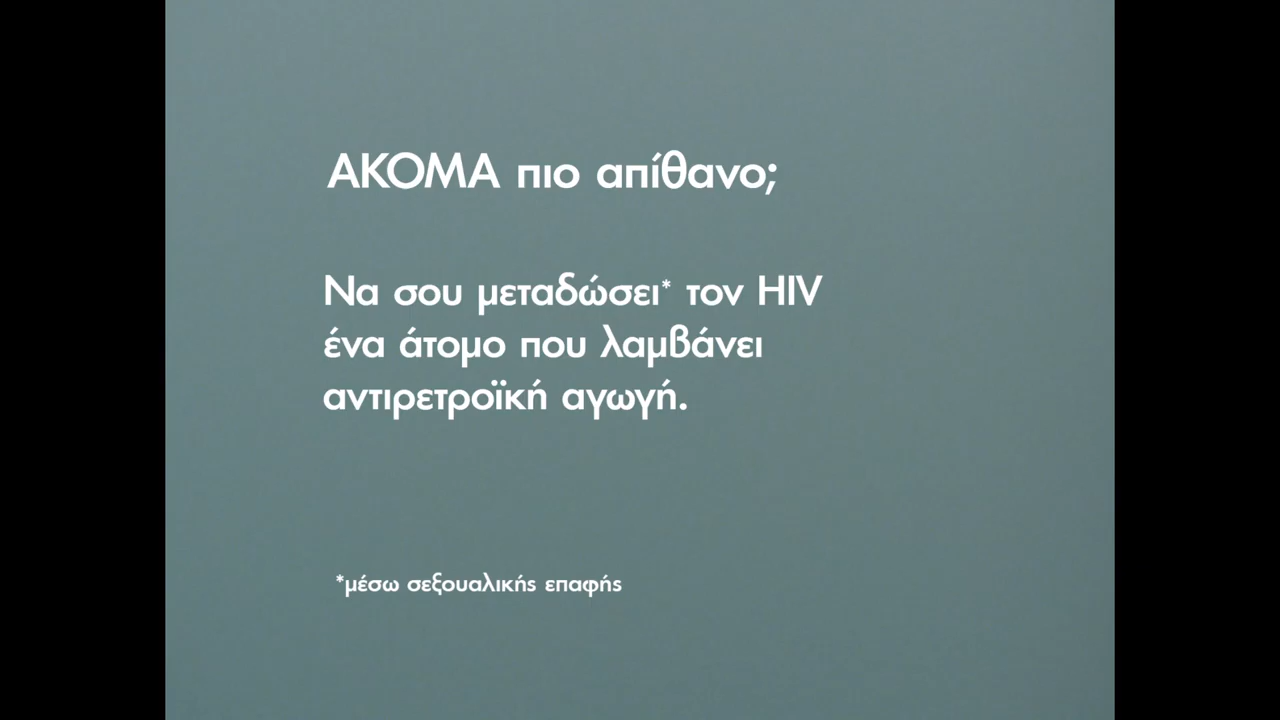 ΑΚΟΜΑ πιο απίθανο;
Να σου μεταδώσει* τον HIV
ένα άτομο που λαμβάνει
αντιρετροϊκή αγωγή.
*μέσω σεξουαλικής επαφής